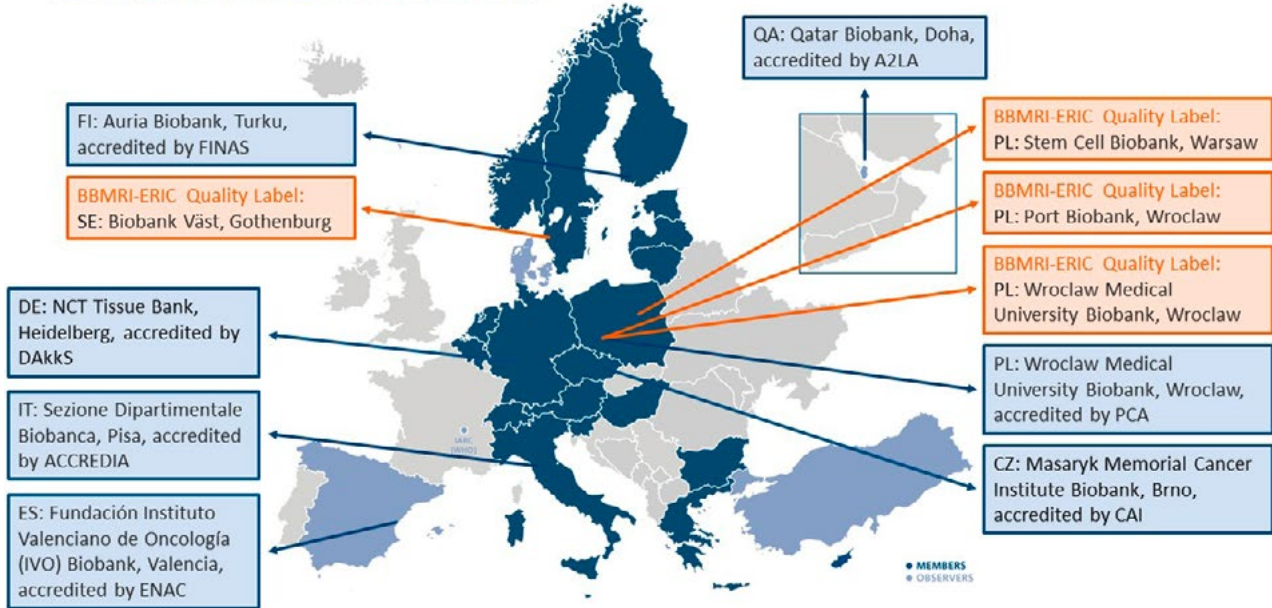 QA: Qatar Biobank, Doha,
accredited by A2LA
FI: Auria Biobank, Turku,
accredited by FINAS
BBMRI-ERIC Quality Label:
SE: Biobank Väst, Gothenburg
DE: NCT Tissue Bank,
Heidelberg, accredited by
DAkkS
IT: Sezione Dipartimentale
Biobanca, Pisa, accredited
by ACCREDIA
ES: Fundación Instituto
Valenciano de Oncología
(IVO) Biobank, Valencia,
accredited by ENAC
IARC
(WHO)
BBMRI-ERIC Quality Label:
PL: Stem Cell Biobank, Warsaw
BBMRI-ERIC Quality Label:
PL: Port Biobank, Wroclaw
BBMRI-ERIC Quality Label:
PL: Wroclaw Medical
University Biobank, Wroclaw
PL: Wroclaw Medical
University Biobank, Wroclaw,
accredited by PCA
CZ: Masaryk Memorial Cancer
Institute Biobank, Brno,
accredited by CAI
MEMBERS
OBSERVERS